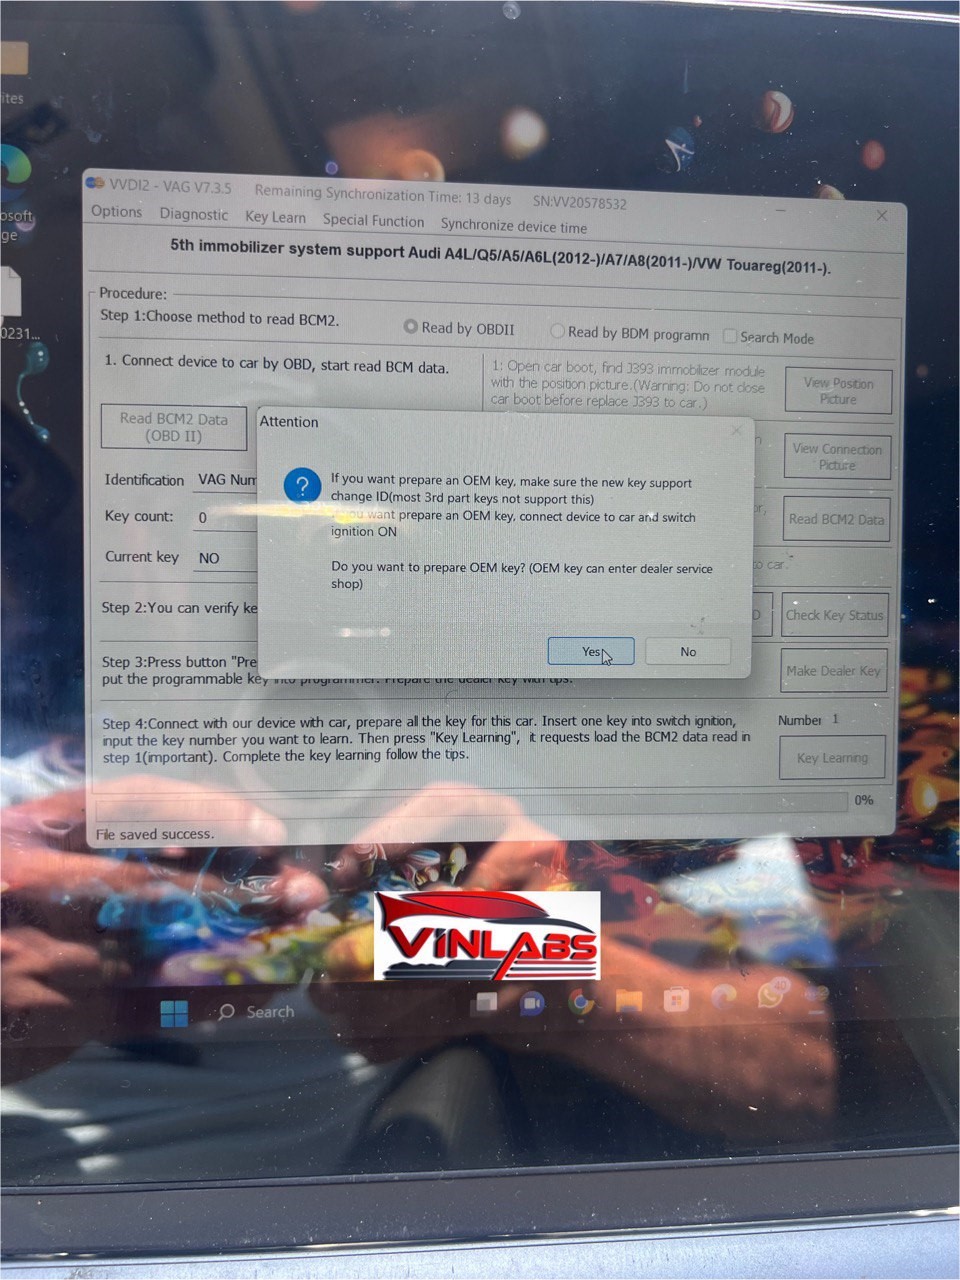 ites
osoft
ge
0231...
VVDI2 - VAG V7.3.5 Remaining Synchronization Time: 13 days SN:VV20578532
Options Diagnostic Key Learn Special Function Synchronize device time
5th immobilizer system support Audi A4L/Q5/A5/A6L(2012-)/A7/A8(2011-)/VW Touareg(2011-).
Procedure:
Step 1:Choose method to read BCM2.
Read by OBDII
Read by BDM programn
Search Mode
1. Connect device to car by OBD, start read BCM data.
1: Open car boot, find J393 immobilizer module
with the position picture.(Warning: Do not close
car boot before replace J393 to car.)
View Position
Picture
Read BCM2 Data
(OBD II)
View Connection
Picture
Identification VAG Num
Key count: 0
Read BCM2 Data
Current key NO
to car.
Attention
If you want prepare an OEM key, make sure the new key support
change ID(most 3rd part keys not support this)
you want prepare an OEM key, connect device to car and switch
ignition ON
Do you want to prepare OEM key? (OEM key can enter dealer service
shop)
Yes
No
Step 2:You can verify ke
D
Check Key Status
Step 3:Press button "Pre
put the programmable key into programmer. Prepare the dealer key with tips.
Make Dealer Key
Step 4:Connect with our device with car, prepare all the key for this car. Insert one key into switch ignition,
input the key number you want to learn. Then press "Key Learning", it requests load the BCM2 data read in
step 1(important). Complete the key learning follow the tips.
Number 1
Key Learning
0%
File saved success.
VINLABS
Search
40